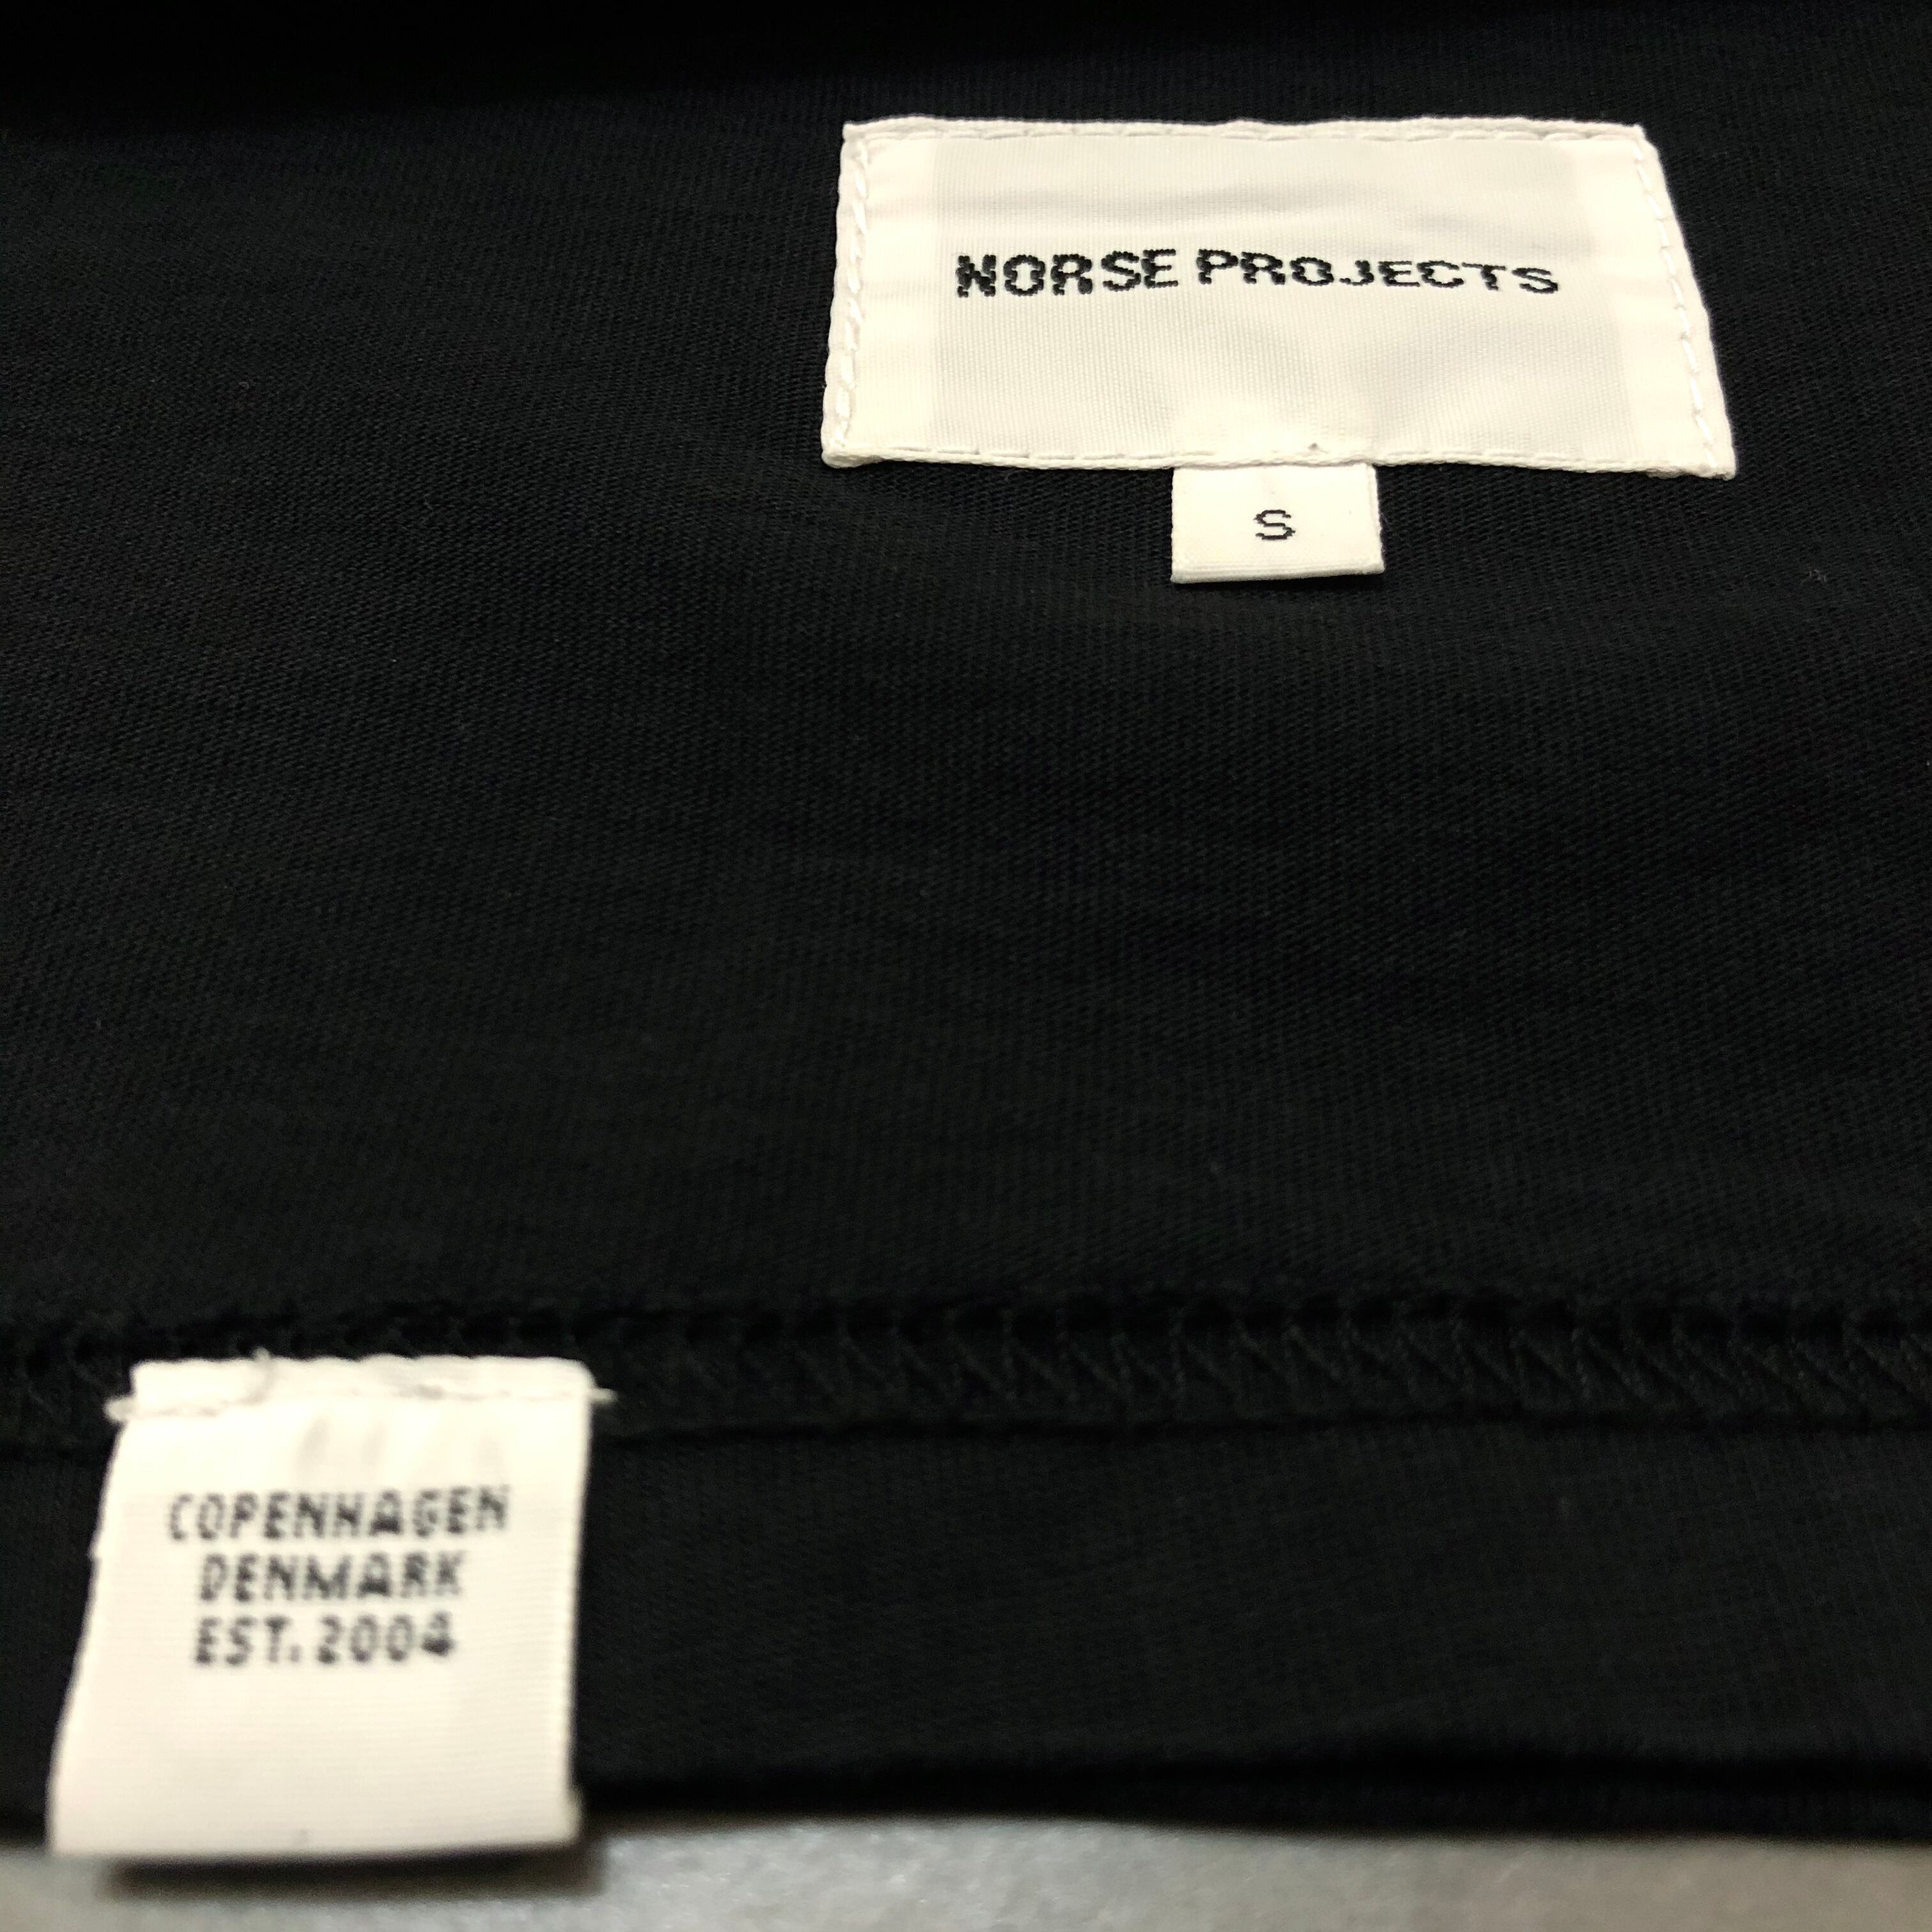 NORSE PROJECTS
S
COPENHAGEN
DENMARK
EST. 2004